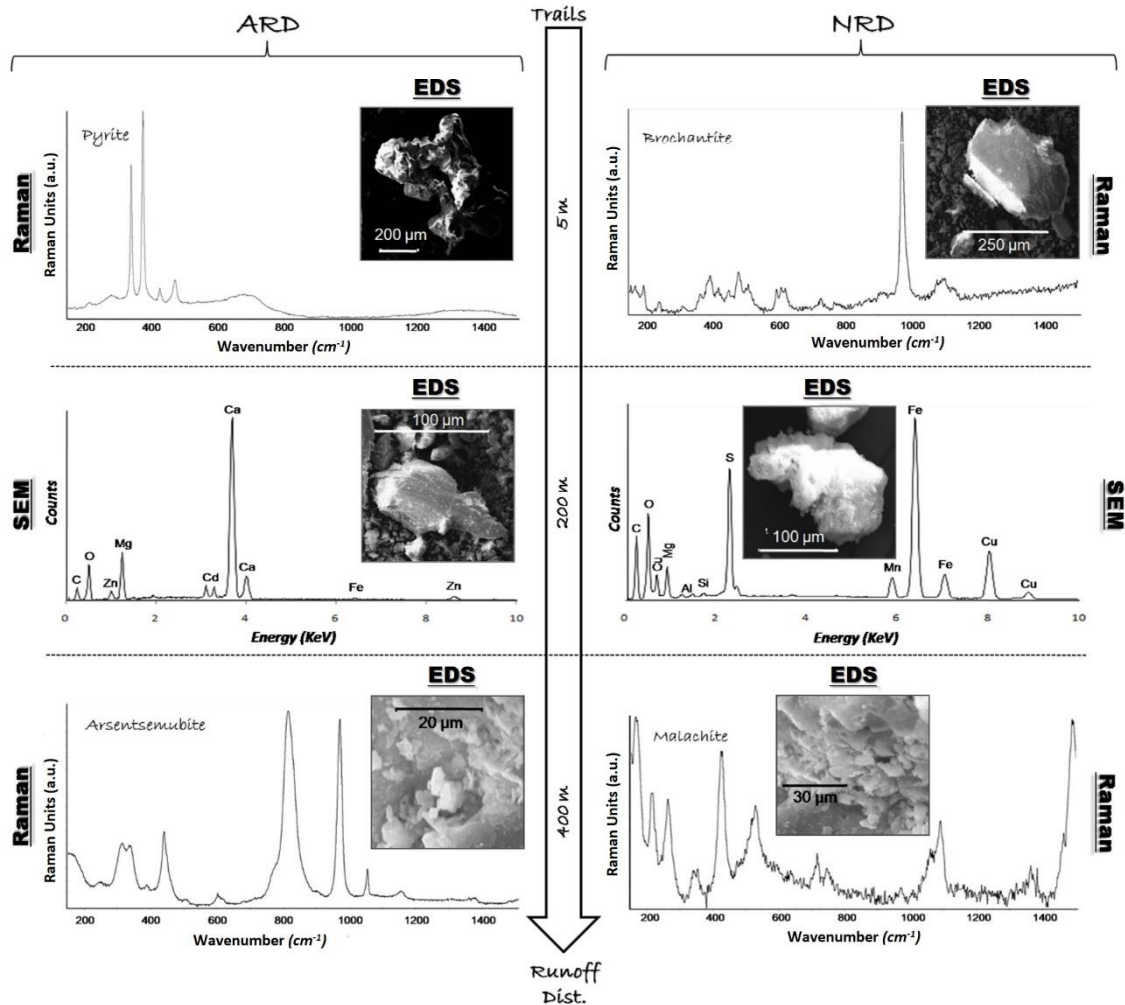 Trails
ARD
NRD
EDS
Pyrite
200 µm
Raman
Raman Units (a.u.)
200 400 600 800 1000 1200 1400
Wavenumber (cm-1)
5 m
EDS
Brochantite
250 µm
Raman Units (a.u.)
Raman
200 400 600 800 1000 1200 1400
Wavenumber (cm-1)
EDS
100 µm
SEM
Counts
C
O
Zn
Mg
Cd
Ca
Ca
Fe
Zn
0 2 4 6 8 10
Energy (KeV)
200 m
EDS
100 µm
Counts
C
O
Cu
Mg
Al
Si
S
Mn
Fe
Fe
Cu
Cu
SEM
0 2 4 6 8 10
Energy (KeV)
EDS
Arsentsemubite
20 µm
Raman
Raman Units (a.u.)
200 400 600 800 1000 1200 1400
Wavenumber (cm-1)
400 m
EDS
Malachite
30 µm
Raman Units (a.u.)
Raman
200 400 600 800 1000 1200 1400
Wavenumber (cm-1)
Runoff
Dist.